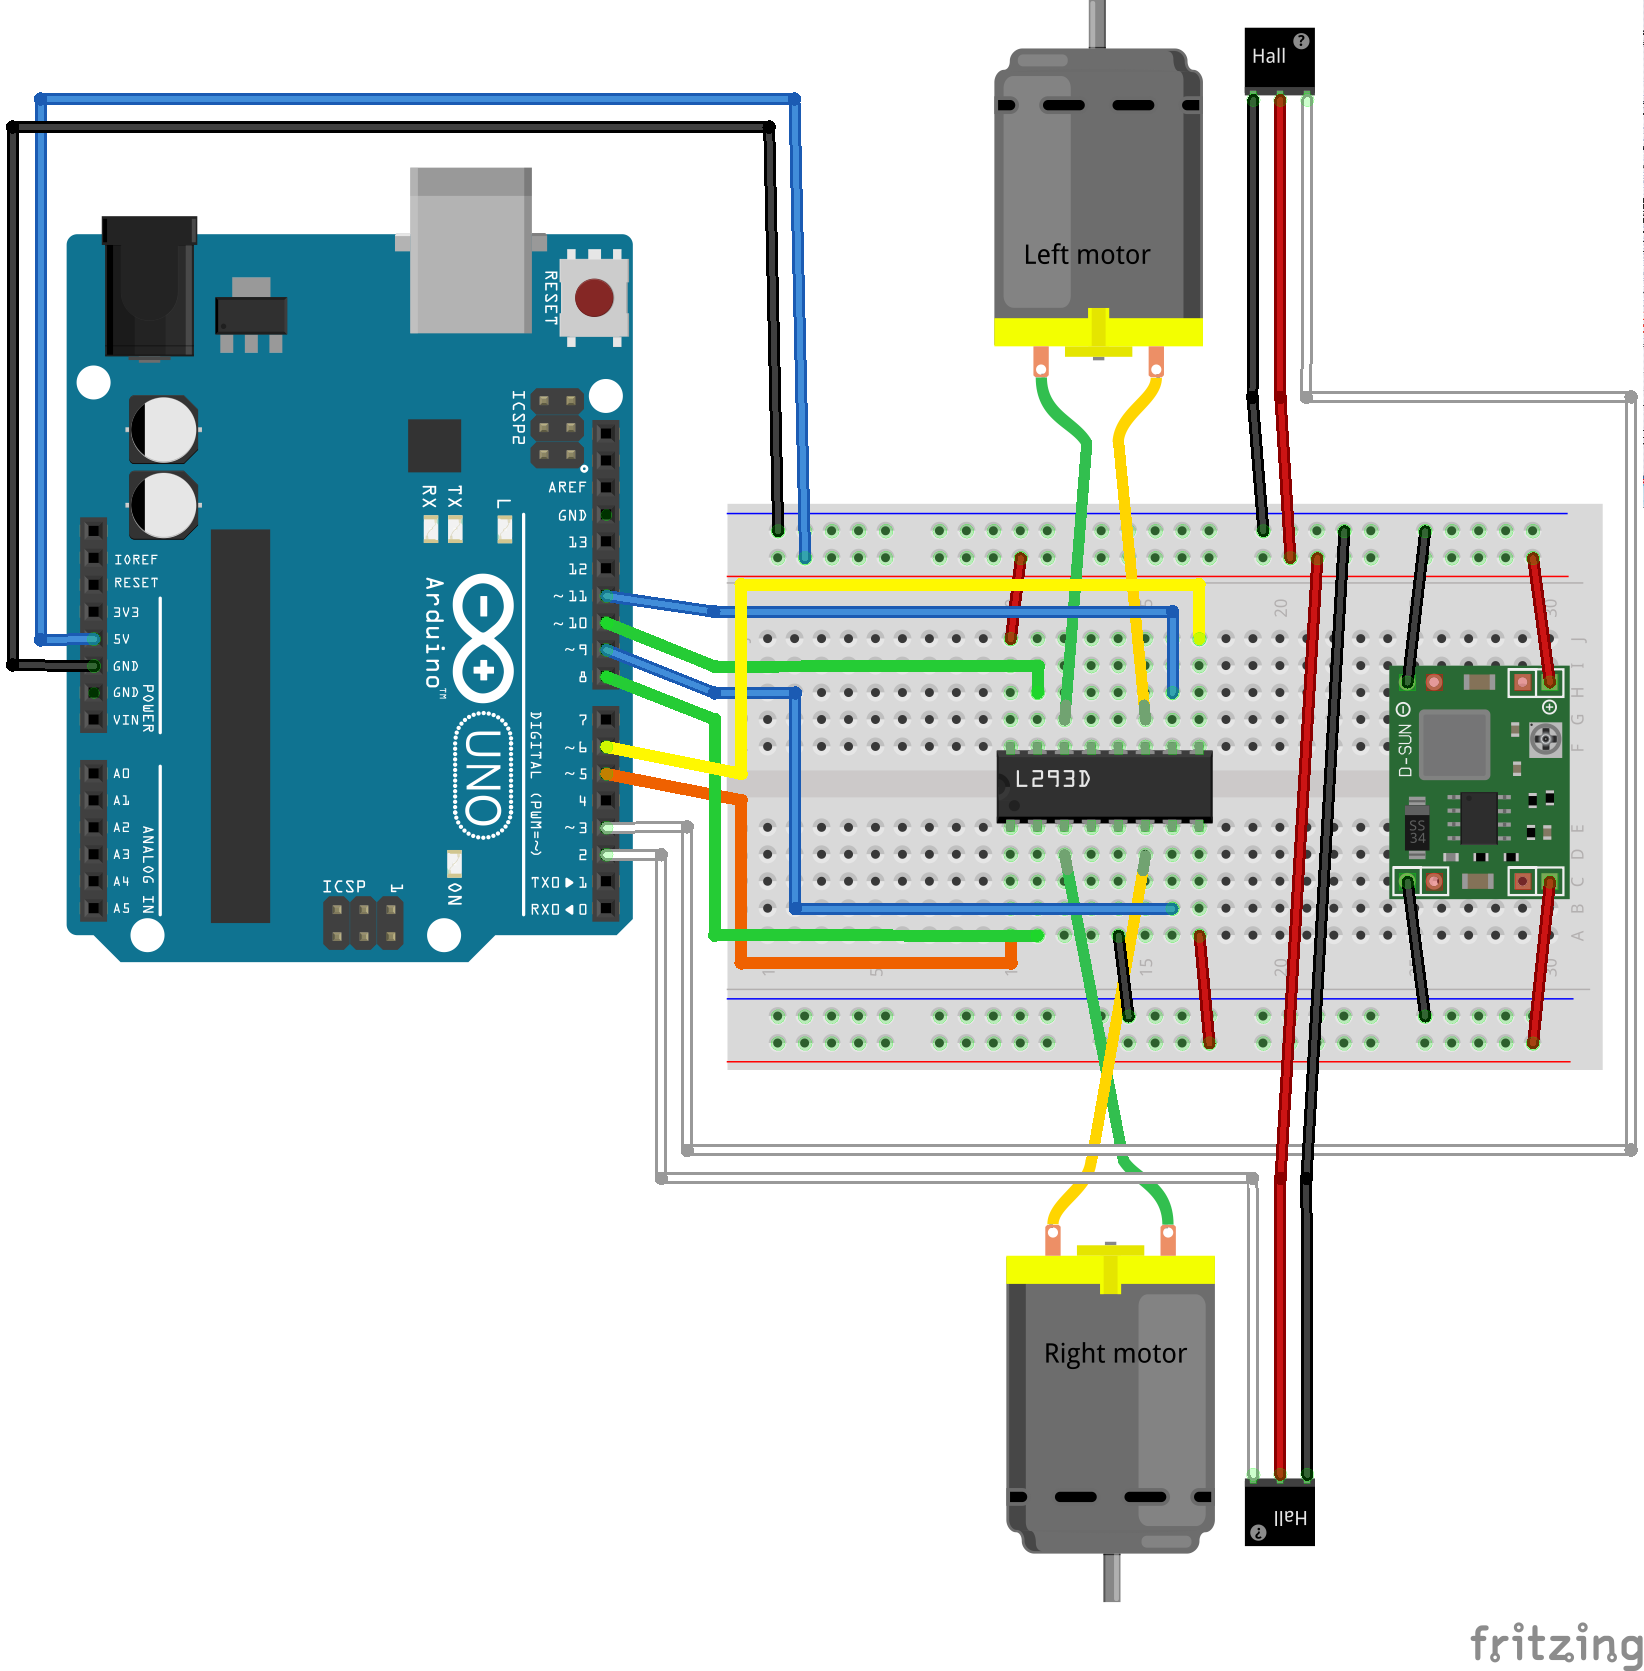 Hall
?
Left motor
RESET
ICSP2
RX
TX
L
AREF
GND
13
12
~11
~10
~9
8
7
~6
~5
4
~3
2
TX0▶1
RX0◀0
IOREF
RESET
3V3
5V
GND
GND
VIN
POWER
A0
A1
A2
A3
A4
A5
ANALOG IN
Arduino™
UNO
DIGITAL (PWM=~)
ICSP
1
ON
L293D
D-SUN
SS
34
15
20
30
J
I
H
G
F
E
D
C
B
A
1
5
10
15
20
30
Right motor
Hall
?
fritzing